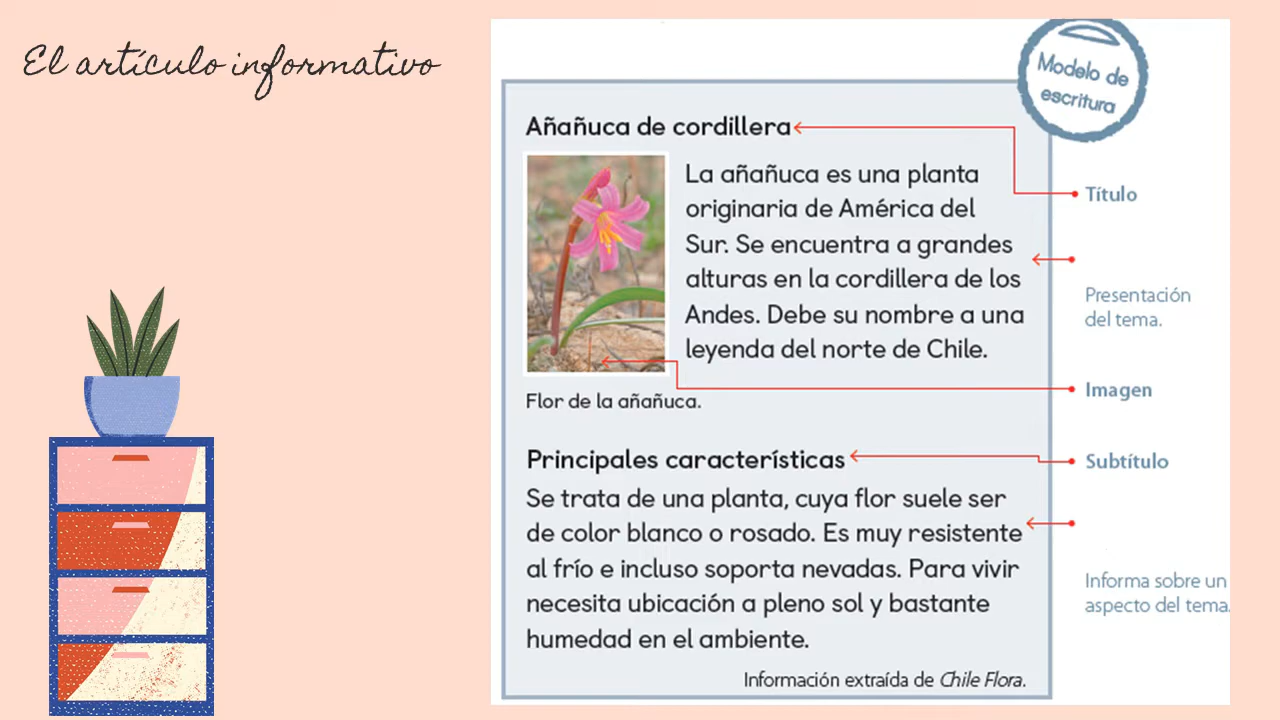 El artículo informativo
Modelo de
escritura
Añañuca de cordillera
La añañuca es una planta
originaria de América del
Sur. Se encuentra a grandes
alturas en la cordillera de los
Andes. Debe su nombre a una
leyenda del norte de Chile.
Flor de la añañuca.
Principales características
Se trata de una planta, cuya flor suele ser
de color blanco o rosado. Es muy resistente
al frío e incluso soporta nevadas. Para vivir
necesita ubicación a pleno sol y bastante
humedad en el ambiente.
Información extraída de Chile Flora.
Título
Presentación
del tema.
Imagen
Subtítulo
Informa sobre un
aspecto del tema.